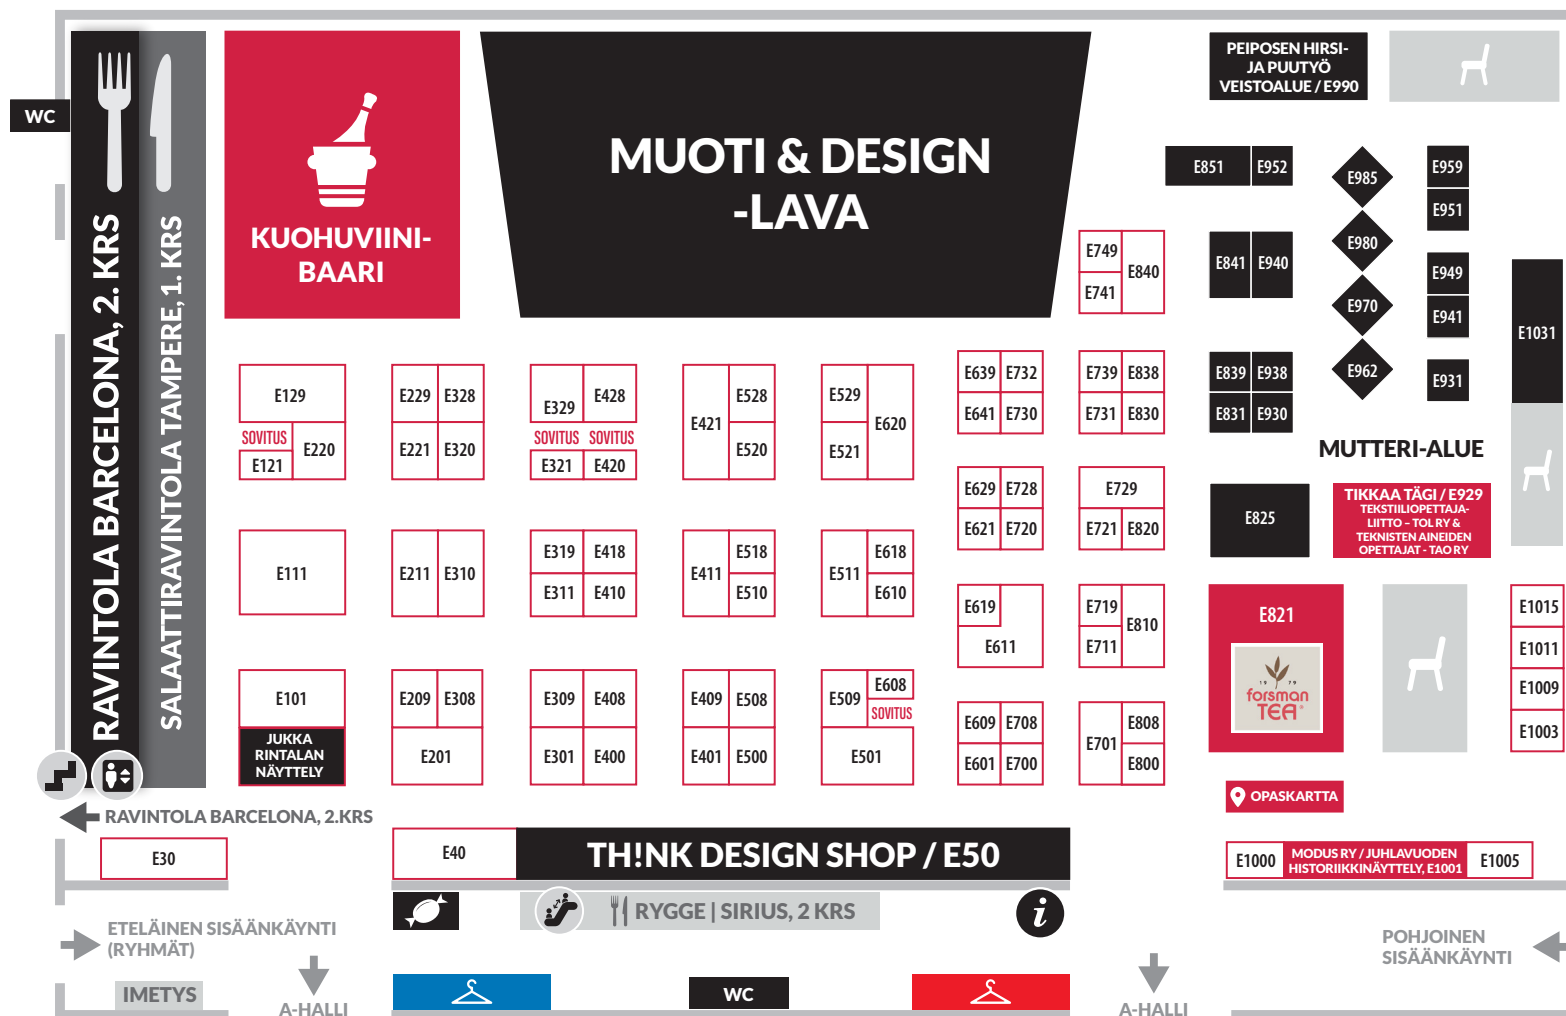 WC
RAVINTOLA BARCELONA, 2. KRS
SALAATTIRAVINTOLA TAMPERE, 1. KRS
KUOHUVIINI-
BAARI
MUOTI & DESIGN
-LAVA
PEIPOSEN HIRSI-
JA PUUTYÖ
VEISTOALUE / E990
E851
E952
E985
E959
E951
E749
E741
E840
E841
E940
E980
E949
E941
E970
E1031
E129
SOVITUS
E121
E220
E229
E328
E221
E320
E329
E428
SOVITUS
SOVITUS
E321
E420
E421
E528
E520
E529
E521
E620
E639
E732
E641
E730
E739
E838
E731
E830
E839
E938
E831
E930
E962
E931
MUTTERI-ALUE
E629
E728
E621
E720
E729
E721
E820
E825
TIKKAA TÄGI / E929
TEKSTIILIOPETTAJA-
LIITTO – TOL RY &
TEKNISTEN AINEIDEN
OPETTAJAT - TAO RY
E111
E211
E310
E319
E418
E311
E410
E411
E518
E510
E511
E618
E610
E619
E611
E719
E711
E810
E821
1979
forsman
TEA®
E1015
E1011
E1009
E1003
E101
JUKKA
RINTALAN
NÄYTTELY
E209
E308
E201
E309
E408
E301
E400
E409
E508
E401
E500
E509
E608
SOVITUS
E501
E609
E708
E601
E700
E701
E808
E800
OPASKARTTA
RAVINTOLA BARCELONA, 2.KRS
E30
E40
TH!NK DESIGN SHOP / E50
E1000
MODUS RY / JUHLAVUODEN
HISTORIIKKINÄYTTELY, E1001
E1005
RYGGE | SIRIUS, 2 KRS
i
ETELÄINEN SISÄÄNKÄYNTI
(RYHMÄT)
POHJOINEN
SISÄÄNKÄYNTI
IMETYS
A-HALLI
WC
A-HALLI